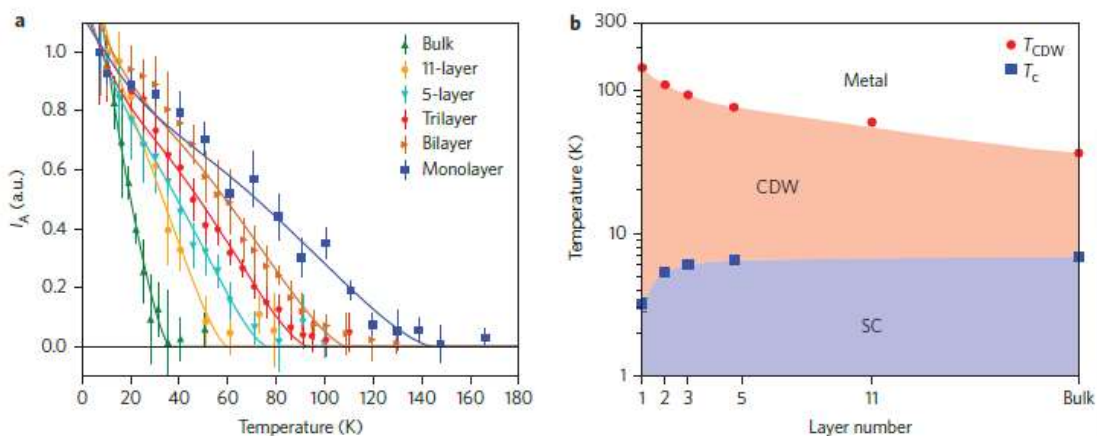 a
I_A (a.u.)
1.0
0.8
0.6
0.4
0.2
0.0
0 20 40 60 80 100 120 140 160 180
Temperature (K)
Bulk
11-layer
5-layer
Trilayer
Bilayer
Monolayer
b
Temperature (K)
300
100
10
1
T_CDW
T_c
Metal
CDW
SC
1 2 3 5 11 Bulk
Layer number